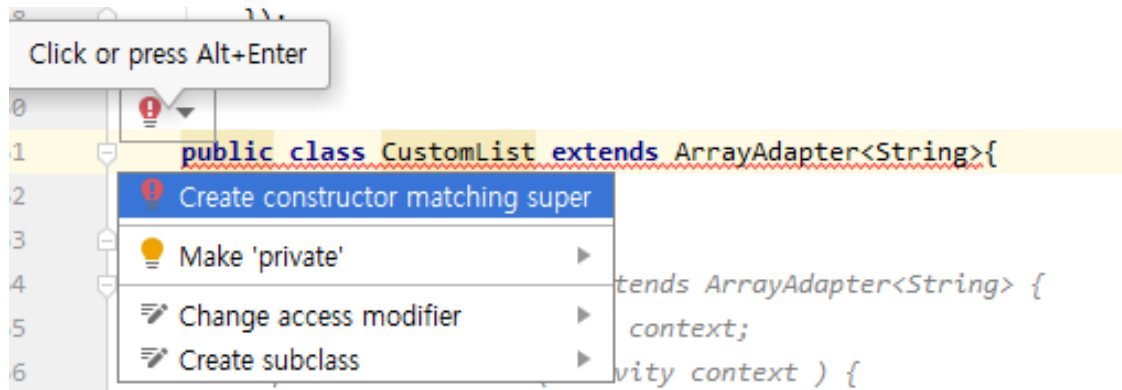 });
Click or press Alt+Enter
public class CustomList extends ArrayAdapter<String>{
Create constructor matching super
Make 'private'
tends ArrayAdapter<String> {
Change access modifier
context;
Create subclass
vity context ) {